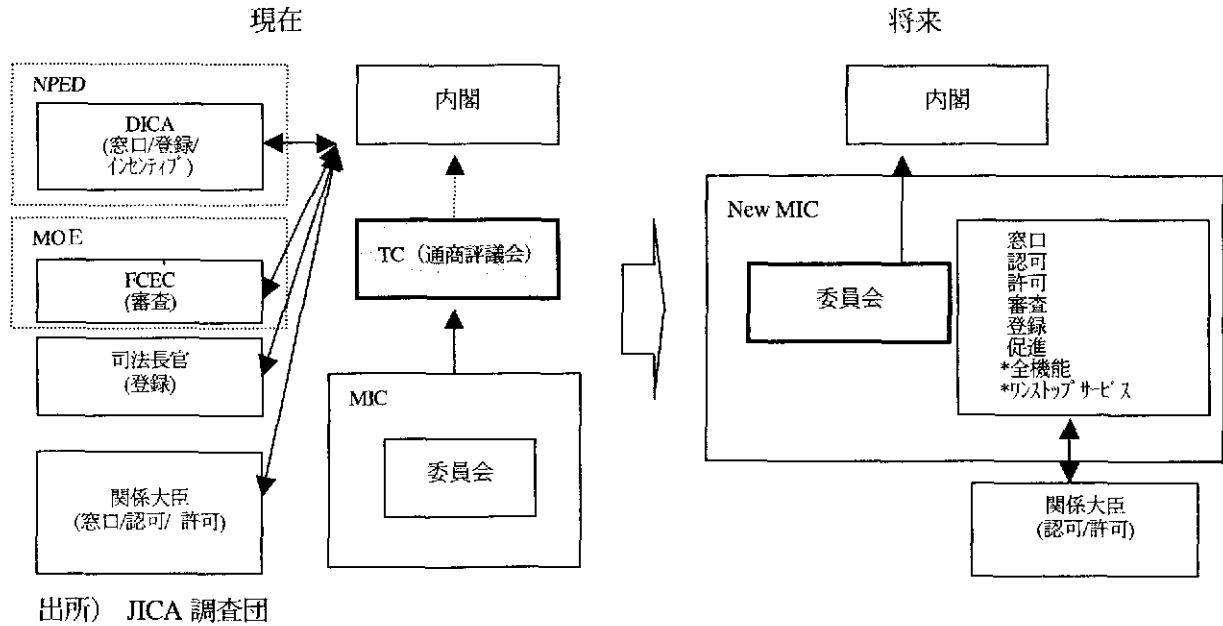 現在
NPED
DICA
(窓口/登録/
インセンティブ)
MOE
FCEC
(審査)
司法長官
(登録)
関係大臣
(窓口/認可/ 許可)
内閣
TC（通商評議会）
MIC
委員会
将来
内閣
New MIC
委員会
窓口
認可
許可
審査
登録
促進
*全機能
*ワンストップサービス
関係大臣
(認可/許可)
出所） JICA 調査団